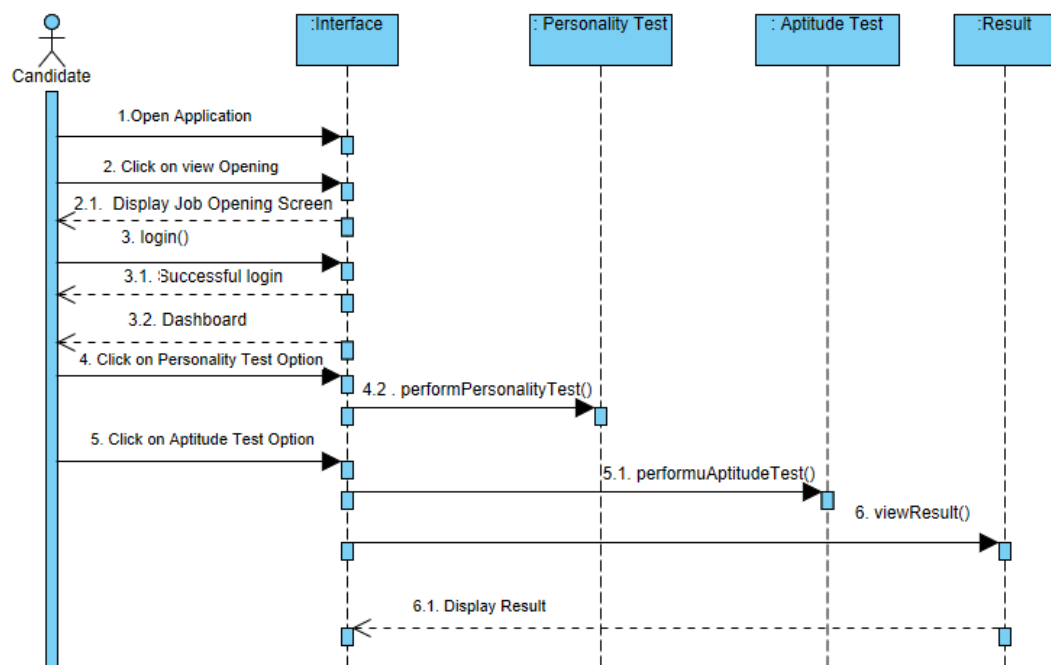 :Interface
: Personality Test
: Aptitude Test
:Result
Candidate
1.Open Application
2. Click on view Opening
2.1. Display Job Opening Screen
3. login()
3.1. Successful login
3.2. Dashboard
4. Click on Personality Test Option
4.2 . performPersonalityTest()
5. Click on Aptitude Test Option
5.1. performuAptitudeTest()
6. viewResult()
6.1. Display Result